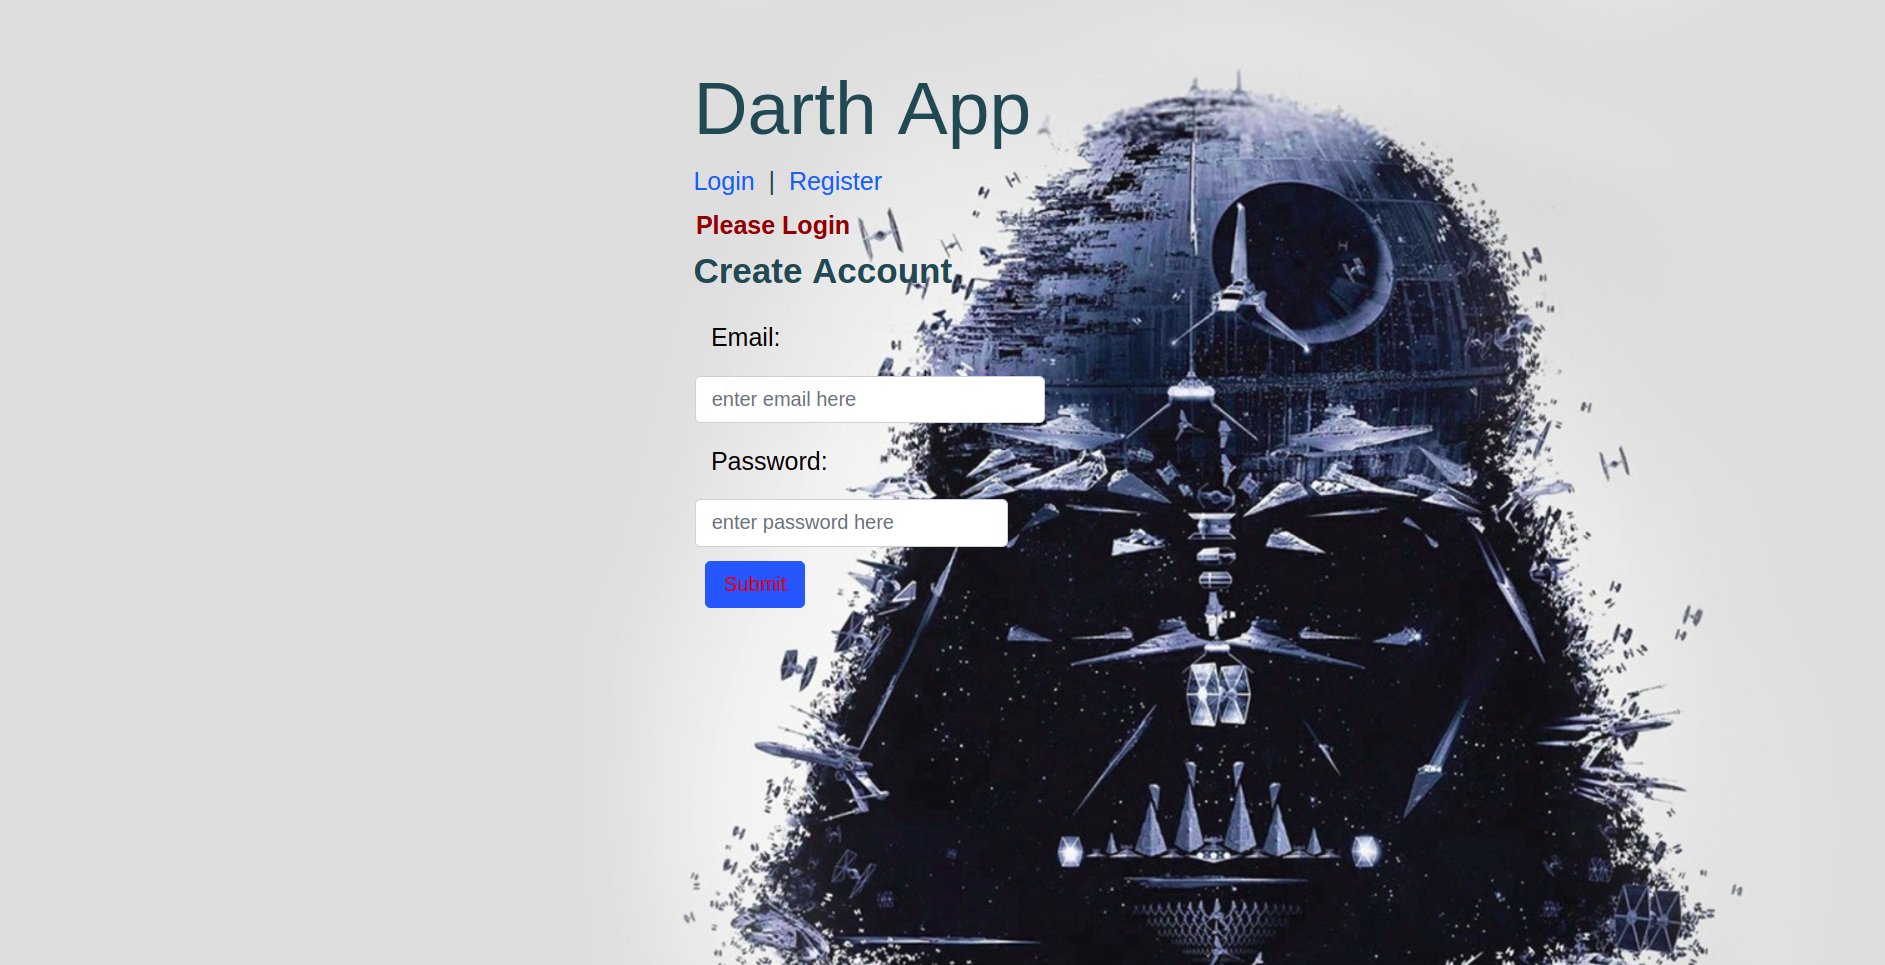 Darth App
Login | Register
Please Login
Create Account
Email:
enter email here
Password:
enter password here
Submit